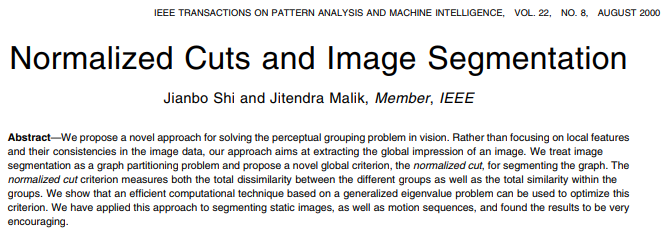 IEEE TRANSACTIONS ON PATTERN ANALYSIS AND MACHINE INTELLIGENCE, VOL. 22, NO. 8, AUGUST 2000
Normalized Cuts and Image Segmentation
Jianbo Shi and Jitendra Malik, Member, IEEE
Abstract—We propose a novel approach for solving the perceptual grouping problem in vision. Rather than focusing on local features
and their consistencies in the image data, our approach aims at extracting the global impression of an image. We treat image
segmentation as a graph partitioning problem and propose a novel global criterion, the normalized cut, for segmenting the graph. The
normalized cut criterion measures both the total dissimilarity between the different groups as well as the total similarity within the
groups. We show that an efficient computational technique based on a generalized eigenvalue problem can be used to optimize this
criterion. We have applied this approach to segmenting static images, as well as motion sequences, and found the results to be very
encouraging.